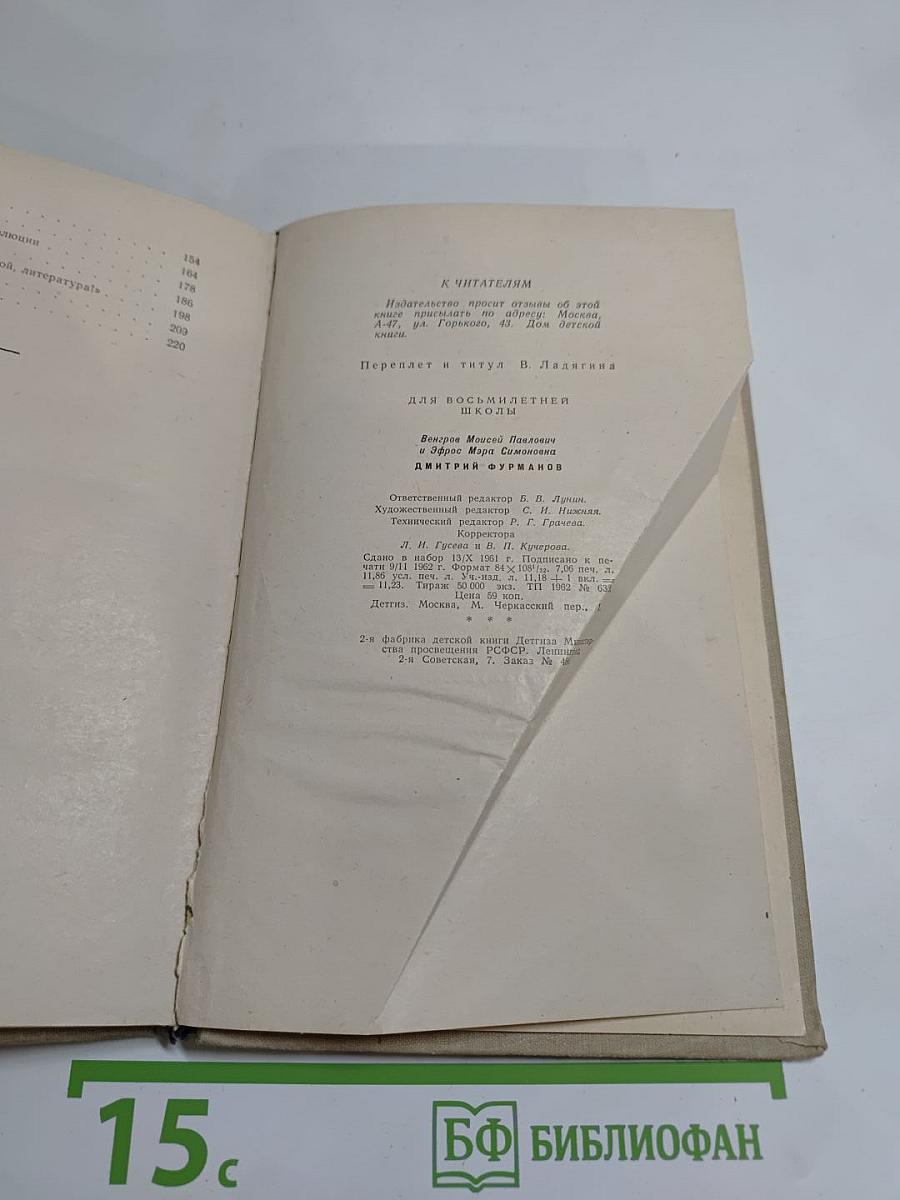 154
164
178
ой, литература!»
186
198
209
220
К ЧИТАТЕЛЯМ
Издательство просит отзывы об этой
книге присылать по адресу: Москва,
А-47, ул. Горького, 43. Дом детской
книги.
Переплет и титул В. Ладягина
ДЛЯ ВОСЬМИЛЕТНЕЙ
ШКОЛЫ
Венгров Моисей Павлович
и Эфрос Мэра Симоновна
ДМИТРИЙ ФУРМАНОВ
Ответственный редактор Б. В. Лунин.
Художественный редактор С. И. Нижняя.
Технический редактор Р. Г. Грачева.
Корректора
Л. И. Гусева и В. П. Кучерова.
Сдано в набор 13/X 1961 г. Подписано к пе-
чати 9/II 1962 г. Формат 84×108¹/₃₂. 7,06 печ. л.
11,86 усл. печ. л. Уч.-изд. л. 11,18 + 1 вкл. =
= 11,23. Тираж 50 000 экз. ТП 1962 №
Цена 59 коп.
Детгиз. Москва, М. Черкасский пер.,
* * *
2-я фабрика детской книги Детгиза
ства просвещения РСФСР.
2-я Советская, 7. Заказ №
15 с
БФ БИБЛИОФАН